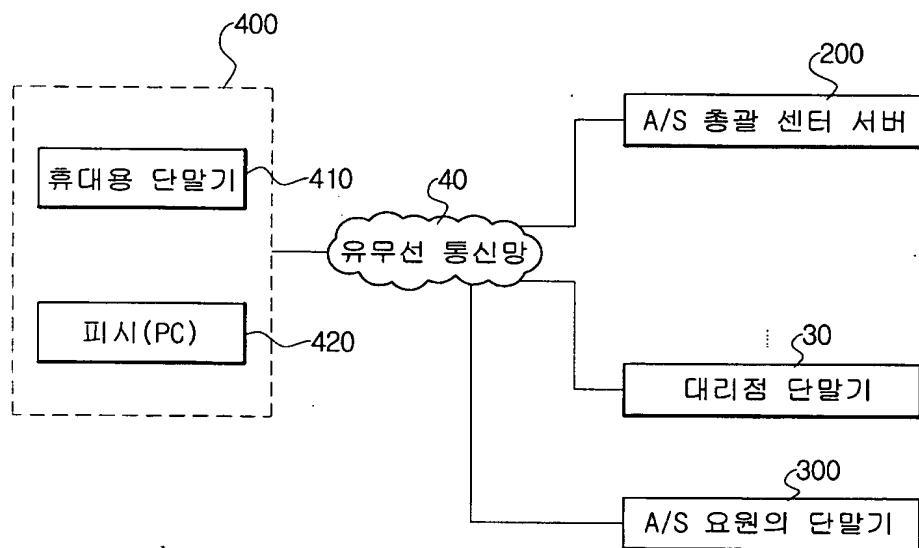 400
200
A/S 총괄 센터 서버
휴대용 단말기
410
40
유무선 통신망
피시(PC)
420
30
대리점 단말기
300
A/S 요원의 단말기